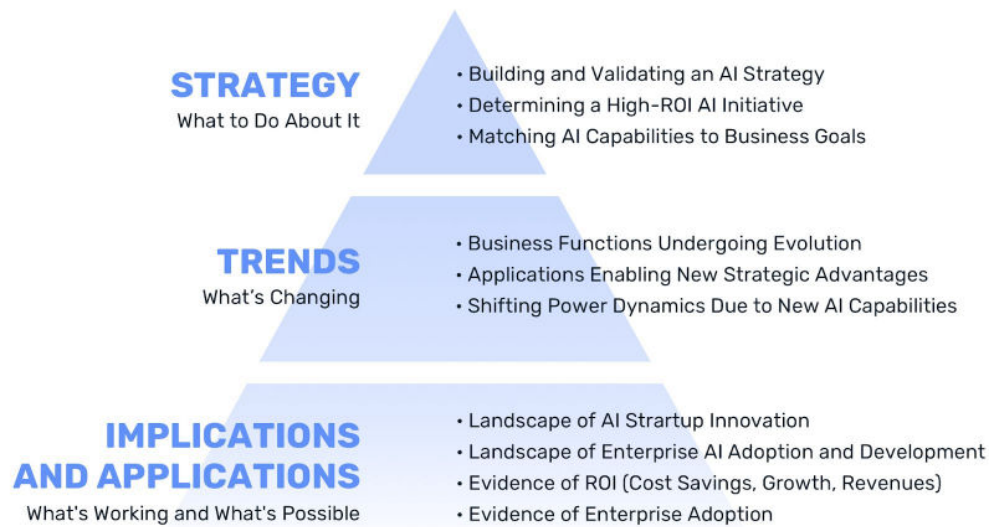 STRATEGY
What to Do About It
• Building and Validating an AI Strategy
• Determining a High-ROI AI Initiative
• Matching AI Capabilities to Business Goals
TRENDS
What's Changing
• Business Functions Undergoing Evolution
• Applications Enabling New Strategic Advantages
• Shifting Power Dynamics Due to New AI Capabilities
IMPLICATIONS
AND APPLICATIONS
What's Working and What's Possible
• Landscape of AI Strartup Innovation
• Landscape of Enterprise AI Adoption and Development
• Evidence of ROI (Cost Savings, Growth, Revenues)
• Evidence of Enterprise Adoption